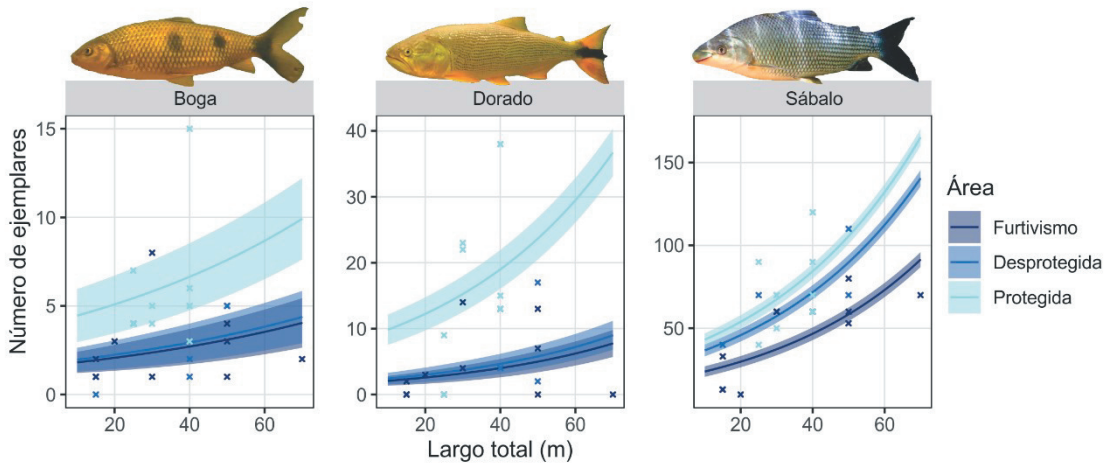 Boga
Dorado
Sábalo
Número de ejemplares
15
10
5
0
20
40
60
40
30
20
10
0
20
40
60
150
100
50
20
40
60
Largo total (m)
Área
Furtivismo
Desprotegida
Protegida